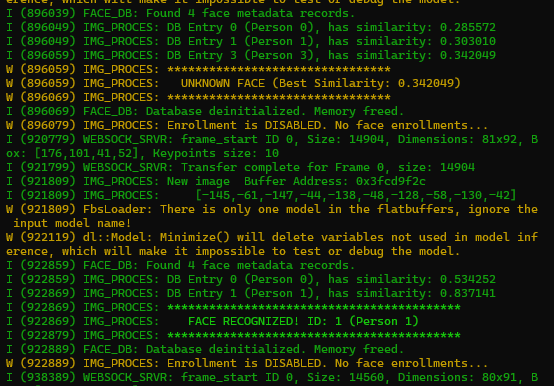 erence, which will make it impossible to test or debug the model.
I (896039) FACE_DB: Found 4 face metadata records.
I (896049) IMG_PROCES: DB Entry 0 (Person 0), has similarity: 0.285572
I (896049) IMG_PROCES: DB Entry 1 (Person 1), has similarity: 0.303010
I (896059) IMG_PROCES: DB Entry 3 (Person 3), has similarity: 0.342049
W (896059) IMG_PROCES: ********************************
W (896059) IMG_PROCES:   UNKNOWN FACE (Best Similarity: 0.342049)
W (896069) IMG_PROCES: ********************************
I (896069) FACE_DB: Database deinitialized. Memory freed.
W (896079) IMG_PROCES: Enrollment is DISABLED. No face enrollments...
I (920779) WEBSOCK_SRVR: frame_start ID 0, Size: 14904, Dimensions: 81x92, B
ox: [176,101,41,52], Keypoints size: 10
I (921799) WEBSOCK_SRVR: Transfer complete for Frame 0, size: 14904
I (921809) IMG_PROCES: New image  Buffer Address: 0x3fcd9f2c
I (921809) IMG_PROCES:     [-145,-61,-147,-44,-138,-48,-128,-58,-130,-42]
W (921809) FbsLoader: There is only one model in the flatbuffers, ignore the
 input model name!
W (922119) dl::Model: Minimize() will delete variables not used in model inf
erence, which will make it impossible to test or debug the model.
I (922859) FACE_DB: Found 4 face metadata records.
I (922859) IMG_PROCES: DB Entry 0 (Person 0), has similarity: 0.534252
I (922869) IMG_PROCES: DB Entry 1 (Person 1), has similarity: 0.837141
I (922869) IMG_PROCES: ******************************************
I (922869) IMG_PROCES:    FACE RECOGNIZED! ID: 1 (Person 1)
I (922879) IMG_PROCES: ******************************************
I (922889) FACE_DB: Database deinitialized. Memory freed.
W (922889) IMG_PROCES: Enrollment is DISABLED. No face enrollments...
I (938389) WEBSOCK_SRVR: frame_start ID 0, Size: 14560, Dimensions: 80x91, B